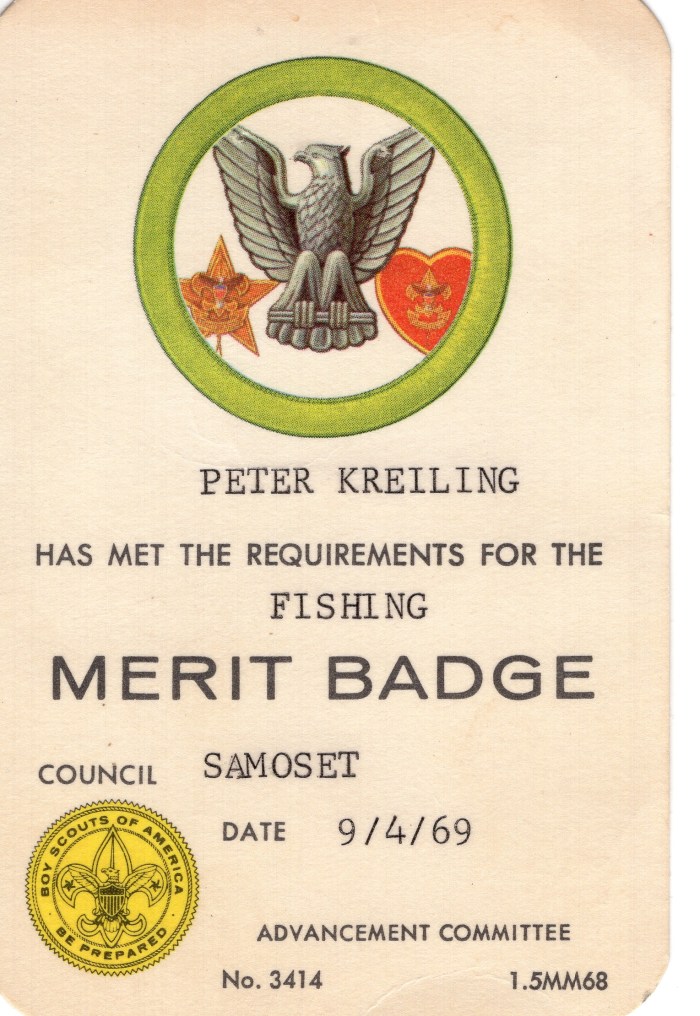 PETER KREILING
HAS MET THE REQUIREMENTS FOR THE
FISHING
MERIT BADGE
COUNCIL SAMOSET
DATE 9/4/69
BOY SCOUTS OF AMERICA
BE PREPARED
ADVANCEMENT COMMITTEE
No. 3414 1.5MM68